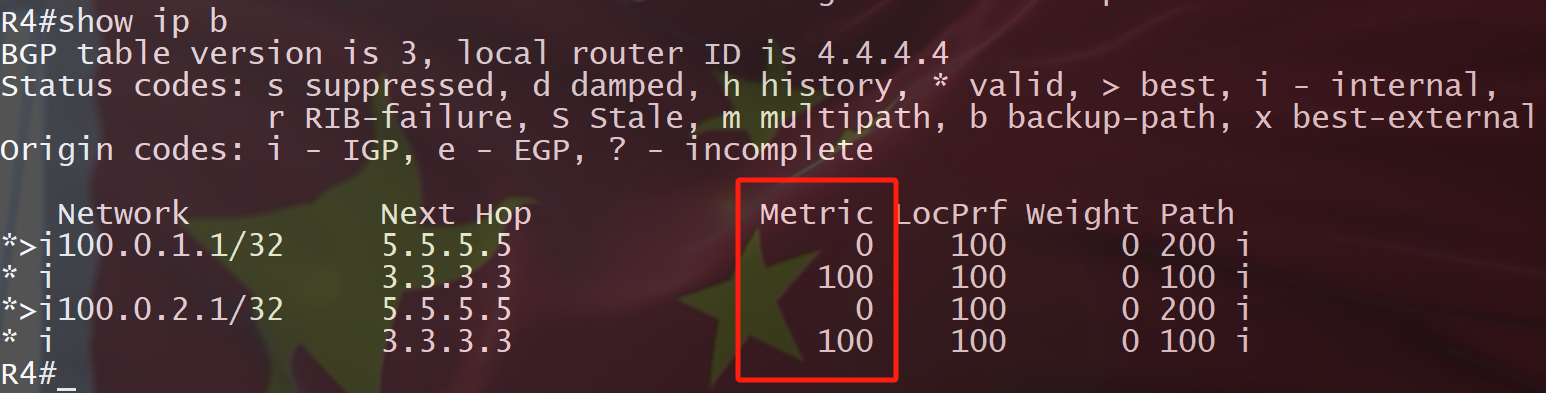 R4#show ip b
BGP table version is 3, local router ID is 4.4.4.4
Status codes: s suppressed, d damped, h history, * valid, > best, i - internal,
              r RIB-failure, S Stale, m multipath, b backup-path, x best-external
Origin codes: i - IGP, e - EGP, ? - incomplete

   Network          Next Hop            Metric LocPrf Weight Path
*>i100.0.1.1/32     5.5.5.5                  0    100      0 200 i
* i                 3.3.3.3                100    100      0 100 i
*>i100.0.2.1/32     5.5.5.5                  0    100      0 200 i
* i                 3.3.3.3                100    100      0 100 i
R4#_